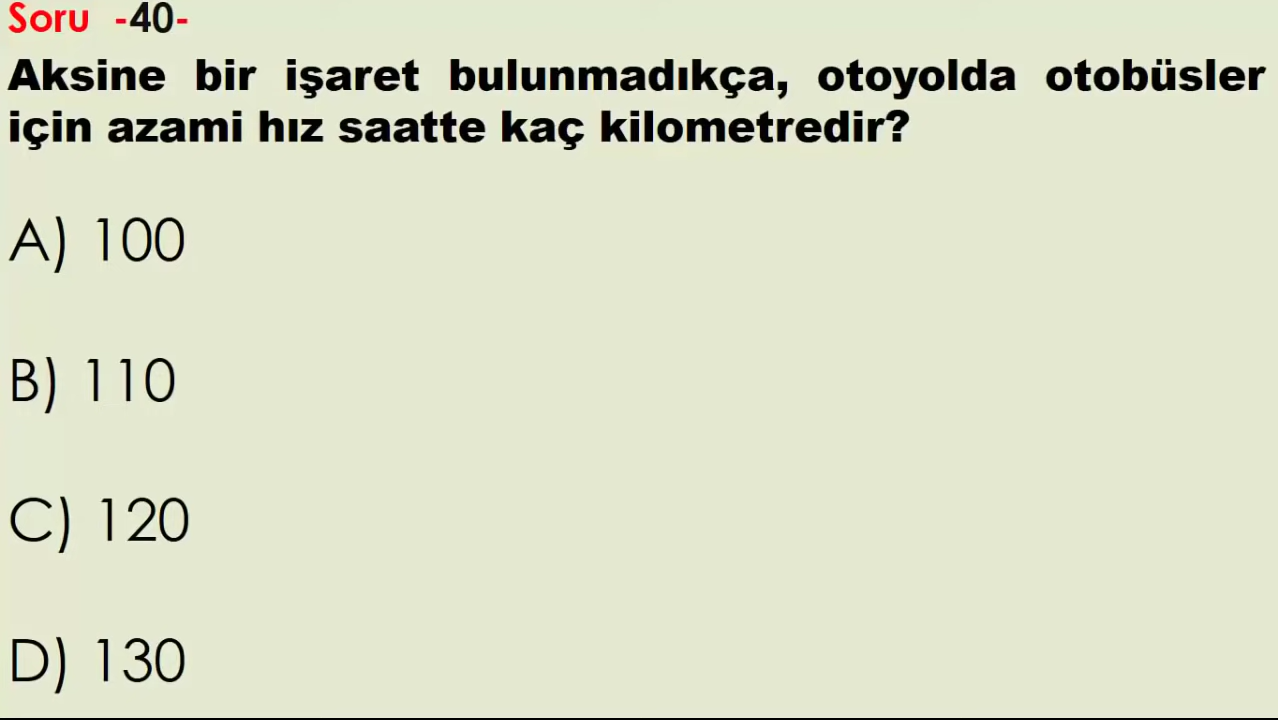 Soru -40-
Aksine bir işaret bulunmadıkça, otoyolda otobüsler
için azami hız saatte kaç kilometredir?
A) 100
B) 110
C) 120
D) 130